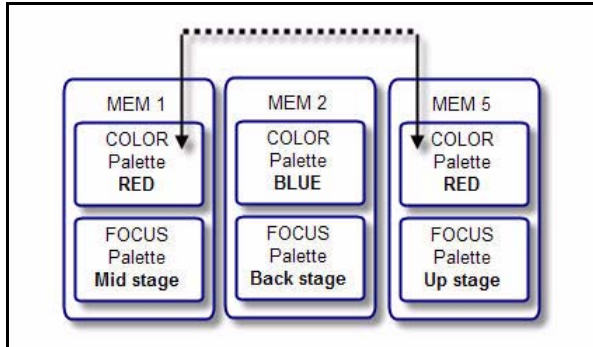 MEM 1
COLOR
Palette
RED
FOCUS
Palette
Mid stage
MEM 2
COLOR
Palette
BLUE
FOCUS
Palette
Back stage
MEM 5
COLOR
Palette
RED
FOCUS
Palette
Up stage